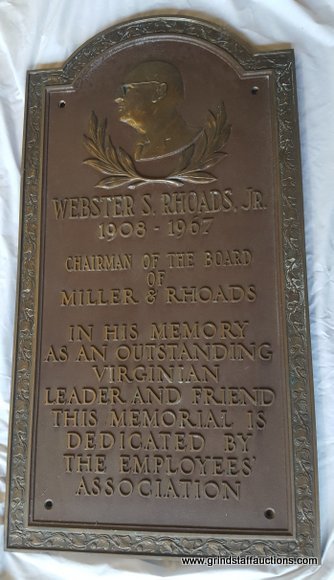 WEBSTER S. RHOADS, JR.
1908 - 1967
CHAIRMAN OF THE BOARD
OF
MILLER & RHOADS
IN HIS MEMORY
AS AN OUTSTANDING
VIRGINIAN
LEADER AND FRIEND
THIS MEMORIAL IS
DEDICATED BY
THE EMPLOYEES'
ASSOCIATION
www.grindstaffauctions.com